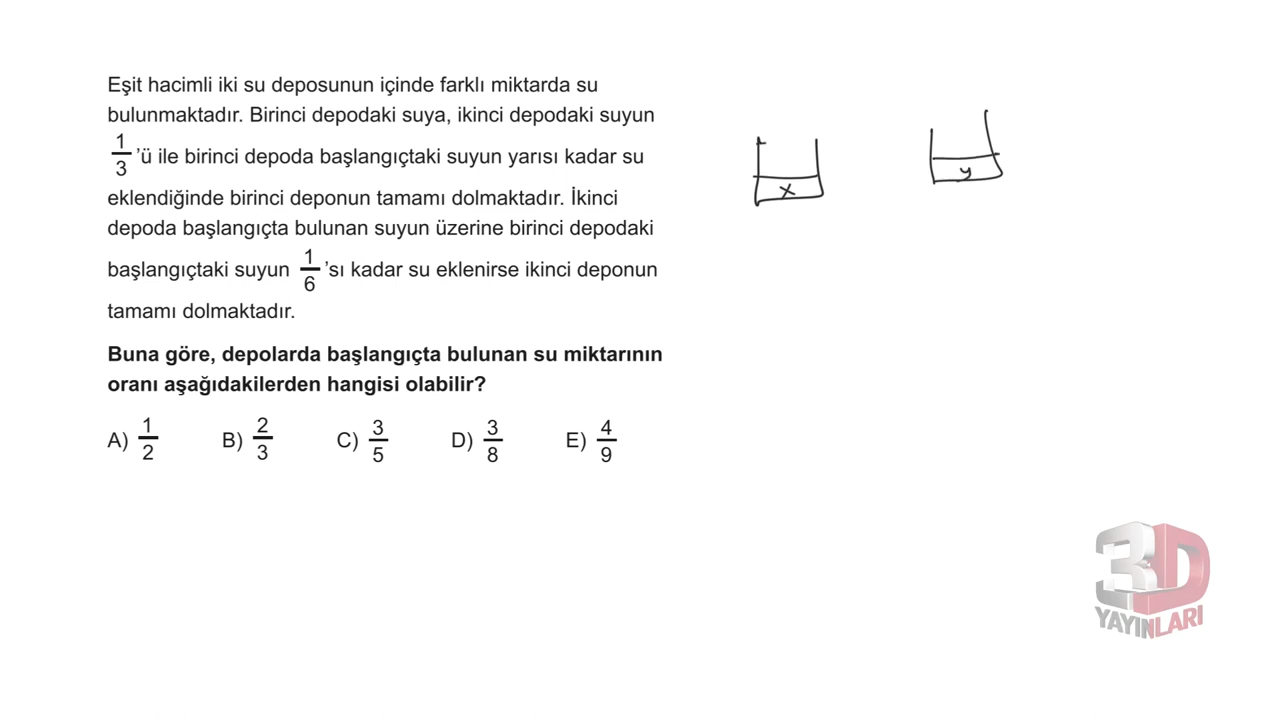 Eşit hacimli iki su deposunun içinde farklı miktarda su
bulunmaktadır. Birinci depodaki suya, ikinci depodaki suyun
1/3 'ü ile birinci depoda başlangıçtaki suyun yarısı kadar su
eklendiğinde birinci deponun tamamı dolmaktadır. İkinci
depoda başlangıçta bulunan suyun üzerine birinci depodaki
başlangıçtaki suyun 1/6 'sı kadar su eklenirse ikinci deponun
tamamı dolmaktadır.
Buna göre, depolarda başlangıçta bulunan su miktarının
oranı aşağıdakilerden hangisi olabilir?
A) 1/2 B) 2/3 C) 3/5 D) 3/8 E) 4/9
x
y
3D
YAYINLARI